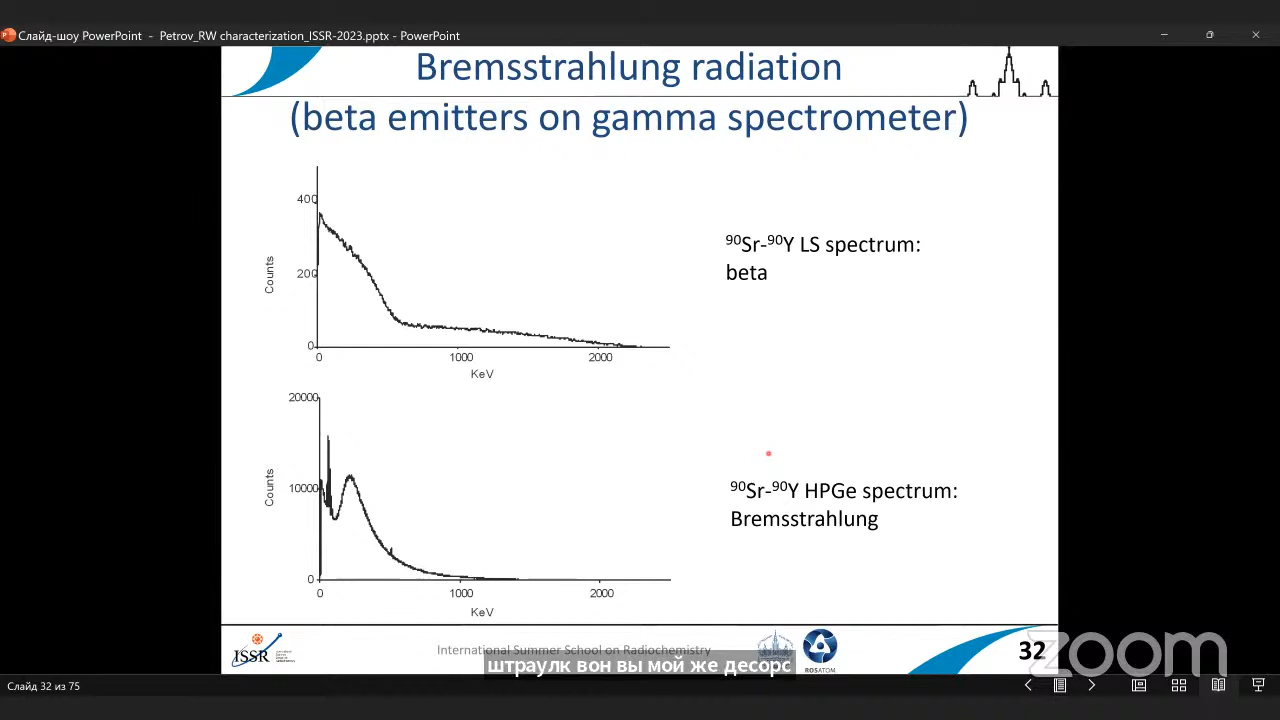 Слайд-шоу PowerPoint - Petrov_RW characterization_ISSR-2023.pptx - PowerPoint
Bremsstrahlung radiation
(beta emitters on gamma spectrometer)
400
200
0
Counts
0 1000 2000
KeV
⁹⁰Sr-⁹⁰Y LS spectrum:
beta
20000
10000
0
Counts
0 1000 2000
KeV
⁹⁰Sr-⁹⁰Y HPGe spectrum:
Bremsstrahlung
ISSR
International Summer School on Radiochemistry
ROSATOM
32
zoom
штраулк вон вы мой же десорс
Слайд 32 из 75